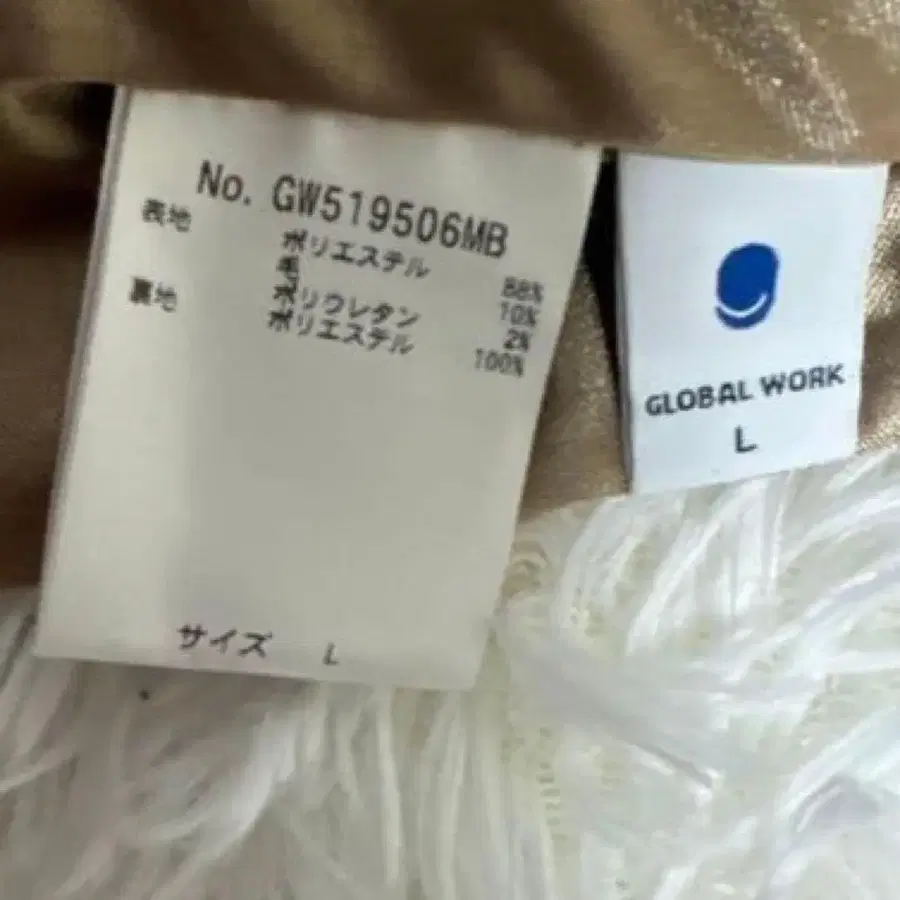 No. GW519506MB
表地 ポリエステル 88%
毛 10%
ポリウレタン 2%
裏地 ポリエステル 100%
サイズ L
GLOBAL WORK
L